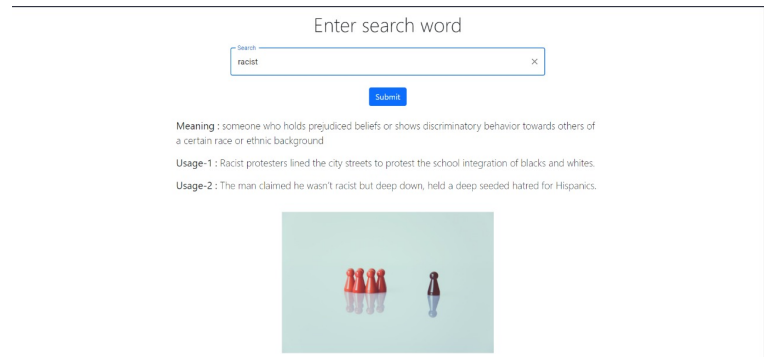 Enter search word
Search
racist
Submit
Meaning : someone who holds prejudiced beliefs or shows discriminatory behavior towards others of
a certain race or ethnic background
Usage-1 : Racist protesters lined the city streets to protest the school integration of blacks and whites.
Usage-2 : The man claimed he wasn't racist but deep down, held a deep seeded hatred for Hispanics.